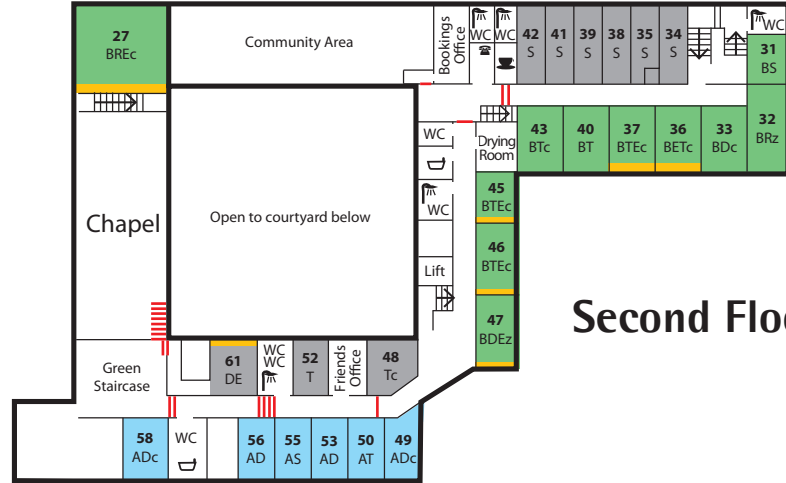 27
BREc
Community Area
Bookings
Office
WC
WC
42
S
41
S
39
S
38
S
35
S
34
S
WC
31
BS
32
BRz
43
BTc
40
BT
37
BTEc
36
BETc
33
BDc
WC
Drying
Room
WC
45
BTEc
46
BTEc
47
BDEz
Lift
Chapel
Open to courtyard below
Second Floo
Green
Staircase
61
DE
WC
WC
52
T
Friends
Office
48
Tc
58
ADc
WC
56
AD
55
AS
53
AD
50
AT
49
ADc